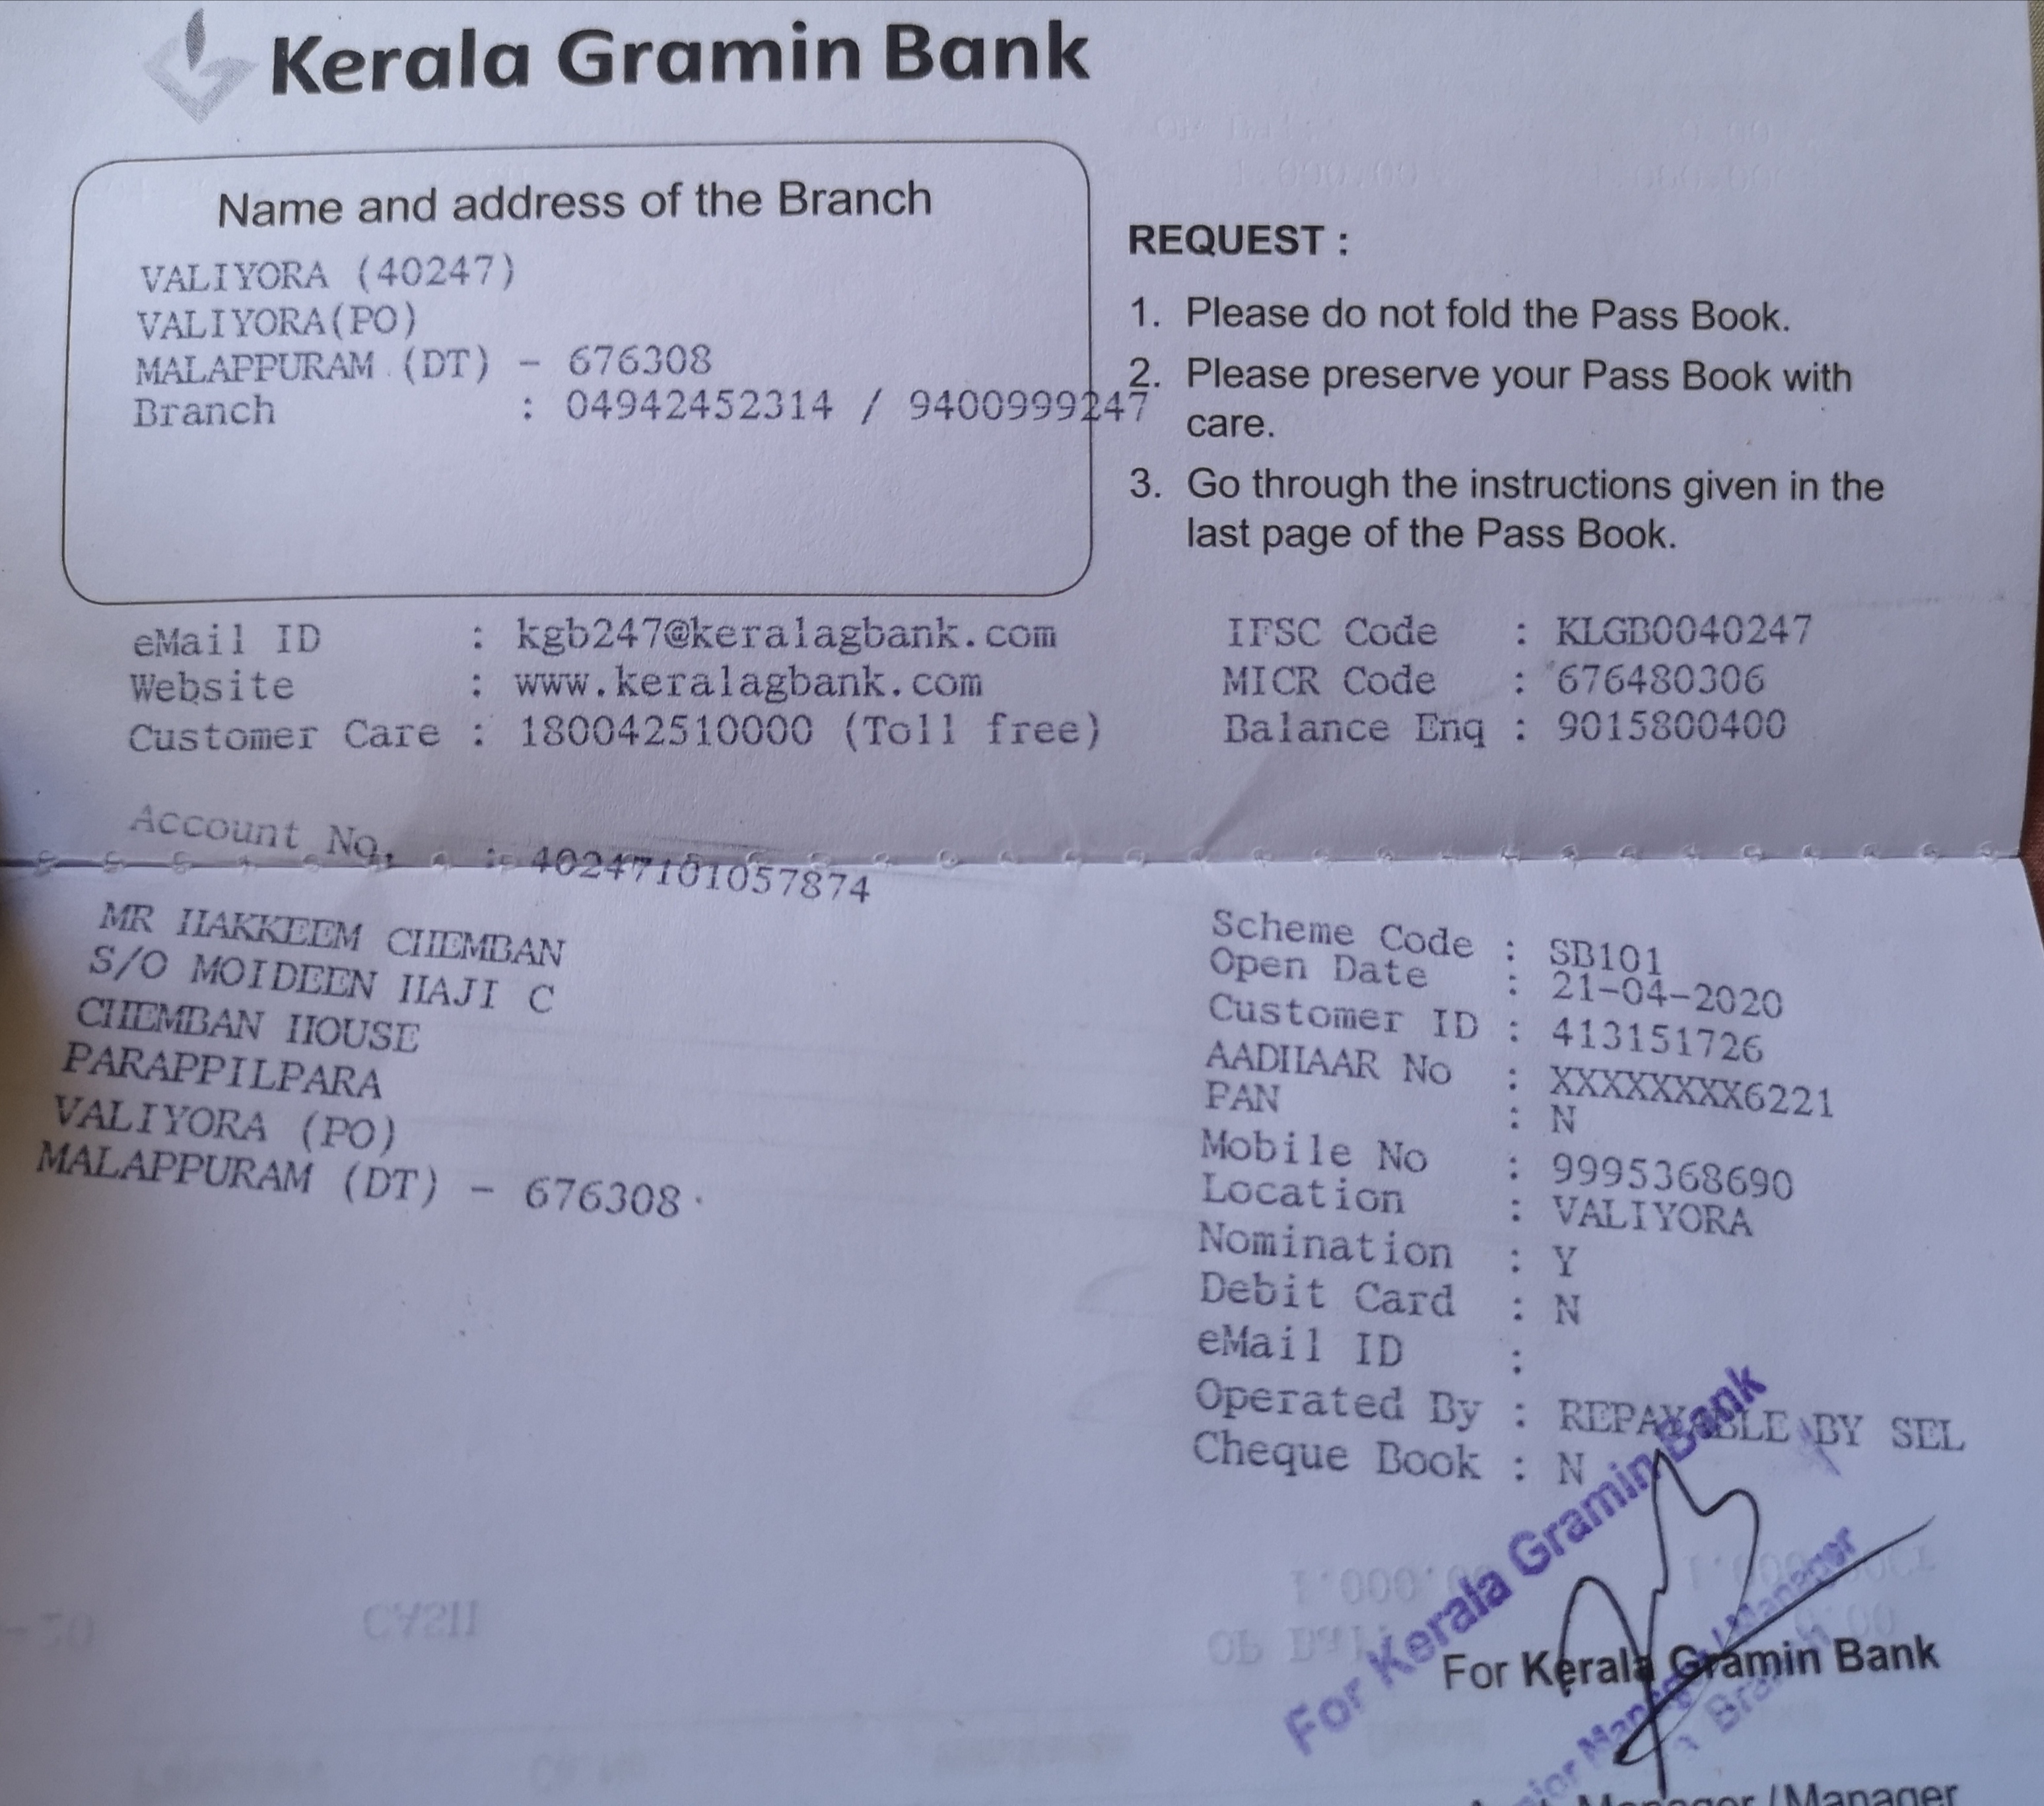 Kerala Gramin Bank
Name and address of the Branch
VALIYORA (40247)
VALIYORA(PO)
MALAPPURAM (DT) - 676308
Branch : 04942452314 / 9400999247
REQUEST :
1. Please do not fold the Pass Book.
2. Please preserve your Pass Book with
care.
3. Go through the instructions given in the
last page of the Pass Book.
eMail ID : kgb247@keralagbank.com
Website : www.keralagbank.com
Customer Care : 180042510000 (Toll free)
IFSC Code : KLGB0040247
MICR Code : 676480306
Balance Enq : 9015800400
Account No. : 40247101057874
MR HAKKEEM CHEMBAN
S/O MOIDEEN HAJI C
CHEMBAN HOUSE
PARAPPILPARA
VALIYORA (PO)
MALAPPURAM (DT) - 676308
Scheme Code : SB101
Open Date : 21-04-2020
Customer ID : 413151726
AADHAAR No : XXXXXXXX6221
PAN : N
Mobile No : 9995368690
Location : VALIYORA
Nomination : Y
Debit Card : N
eMail ID :
Operated By : REPAYABLE BY SEL
Cheque Book : N
For Kerala Gramin Bank
Manager / Manager
Branch
For Kerala Gramin Bank
Manager / Manager